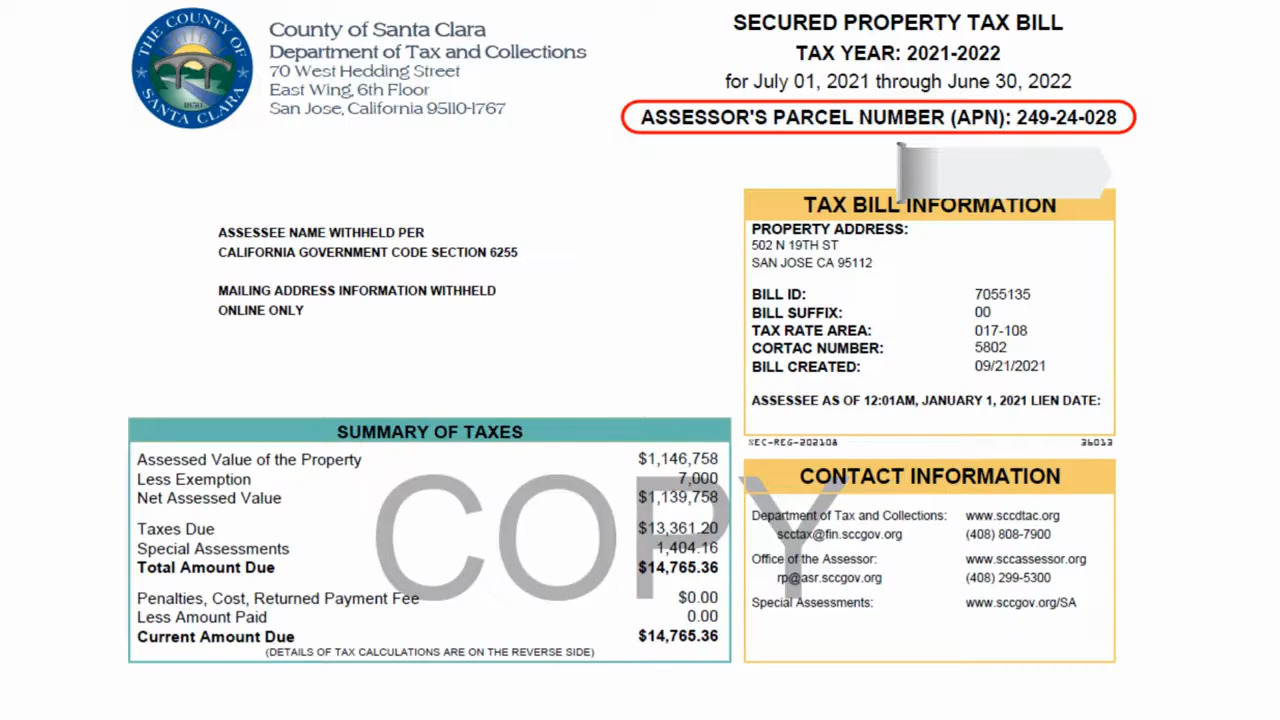 THE COUNTY OF
SANTA CLARA
1850
County of Santa Clara
Department of Tax and Collections
70 West Hedding Street
East Wing, 6th Floor
San Jose, California 95110-1767
SECURED PROPERTY TAX BILL
TAX YEAR: 2021-2022
for July 01, 2021 through June 30, 2022
ASSESSOR'S PARCEL NUMBER (APN): 249-24-028
ASSESSEE NAME WITHHELD PER
CALIFORNIA GOVERNMENT CODE SECTION 6255
MAILING ADDRESS INFORMATION WITHHELD
ONLINE ONLY
TAX BILL INFORMATION
PROPERTY ADDRESS:
502 N 19TH ST
SAN JOSE CA 95112
BILL ID: 7055135
BILL SUFFIX: 00
TAX RATE AREA: 017-108
CORTAC NUMBER: 5802
BILL CREATED: 09/21/2021
ASSESSEE AS OF 12:01AM, JANUARY 1, 2021 LIEN DATE:
SEC-REG-202108 36013
SUMMARY OF TAXES
Assessed Value of the Property $1,146,758
Less Exemption 7,000
Net Assessed Value $1,139,758
Taxes Due $13,361.20
Special Assessments 1,404.16
Total Amount Due $14,765.36
Penalties, Cost, Returned Payment Fee $0.00
Less Amount Paid 0.00
Current Amount Due $14,765.36
(DETAILS OF TAX CALCULATIONS ARE ON THE REVERSE SIDE)
COPY
CONTACT INFORMATION
Department of Tax and Collections: www.sccdtac.org
scctax@fin.sccgov.org (408) 808-7900
Office of the Assessor: www.sccassessor.org
rp@asr.sccgov.org (408) 299-5300
Special Assessments: www.sccgov.org/SA